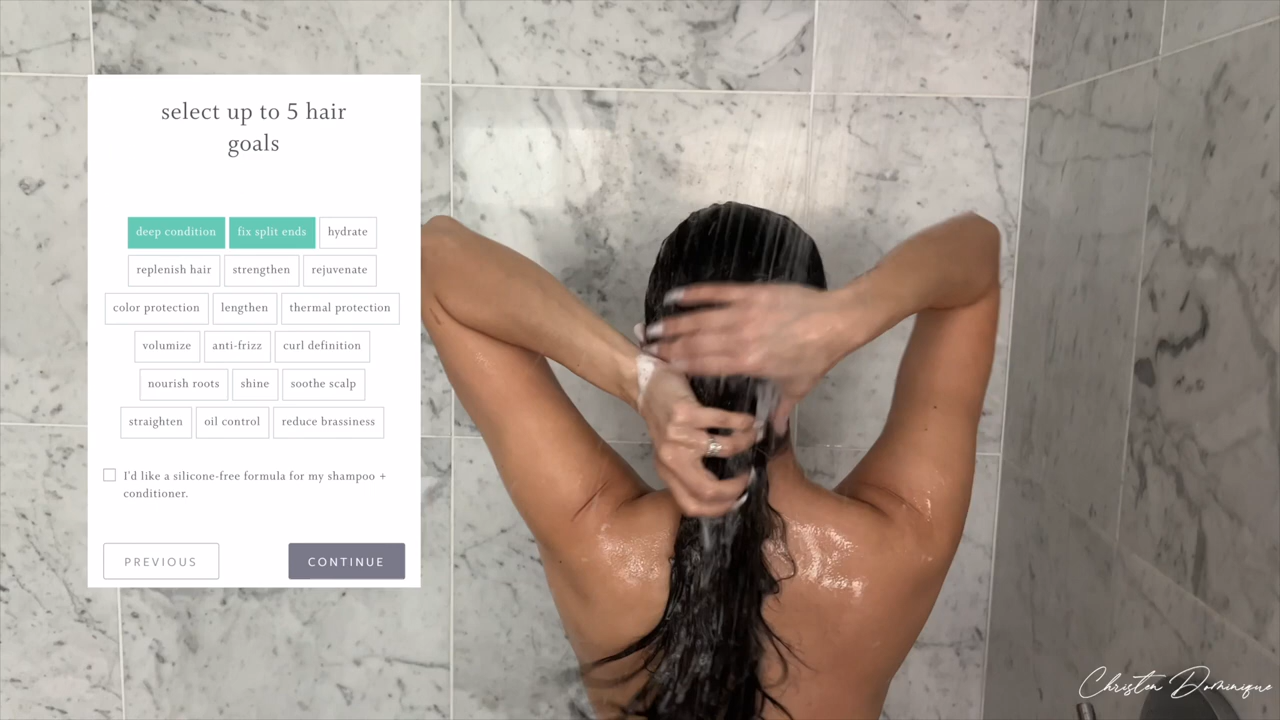 select up to 5 hair
goals
deep condition fix split ends hydrate
replenish hair strengthen rejuvenate
color protection lengthen thermal protection
volumize anti-frizz curl definition
nourish roots shine soothe scalp
straighten oil control reduce brassiness
I'd like a silicone-free formula for my shampoo +
conditioner.
PREVIOUS CONTINUE
Christen Dominique